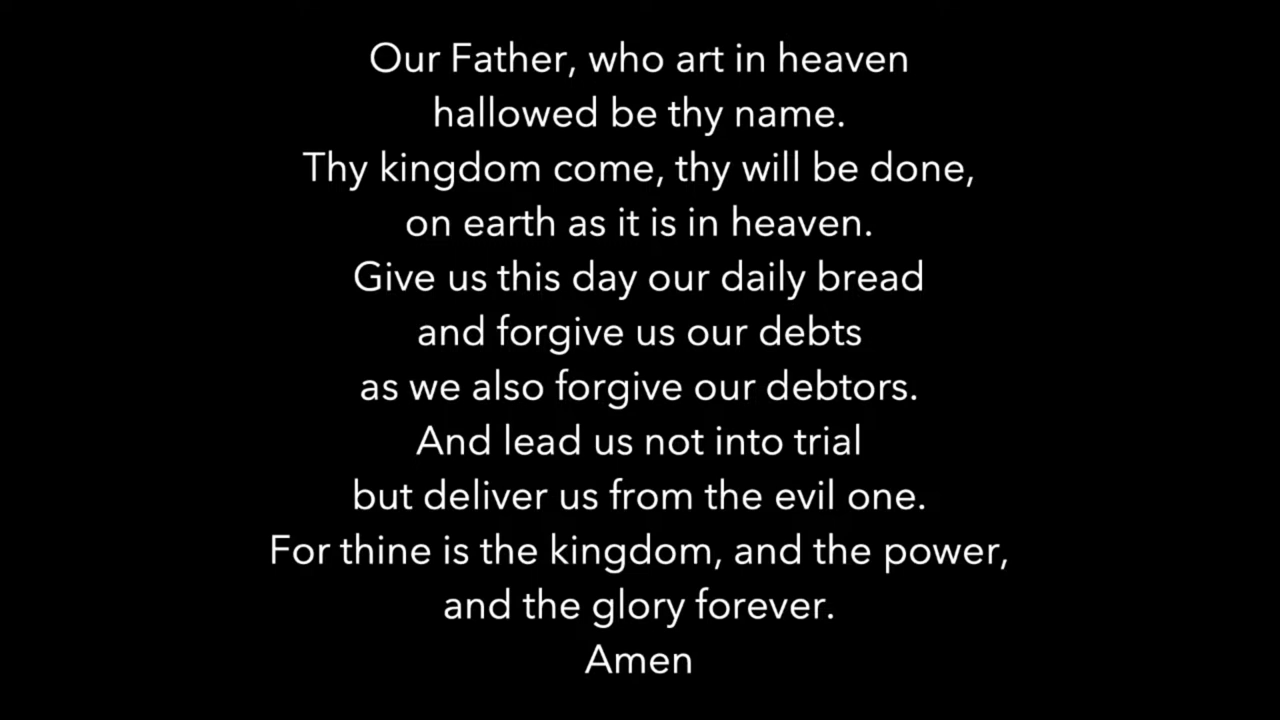 Our Father, who art in heaven
hallowed be thy name.
Thy kingdom come, thy will be done,
on earth as it is in heaven.
Give us this day our daily bread
and forgive us our debts
as we also forgive our debtors.
And lead us not into trial
but deliver us from the evil one.
For thine is the kingdom, and the power,
and the glory forever.
Amen